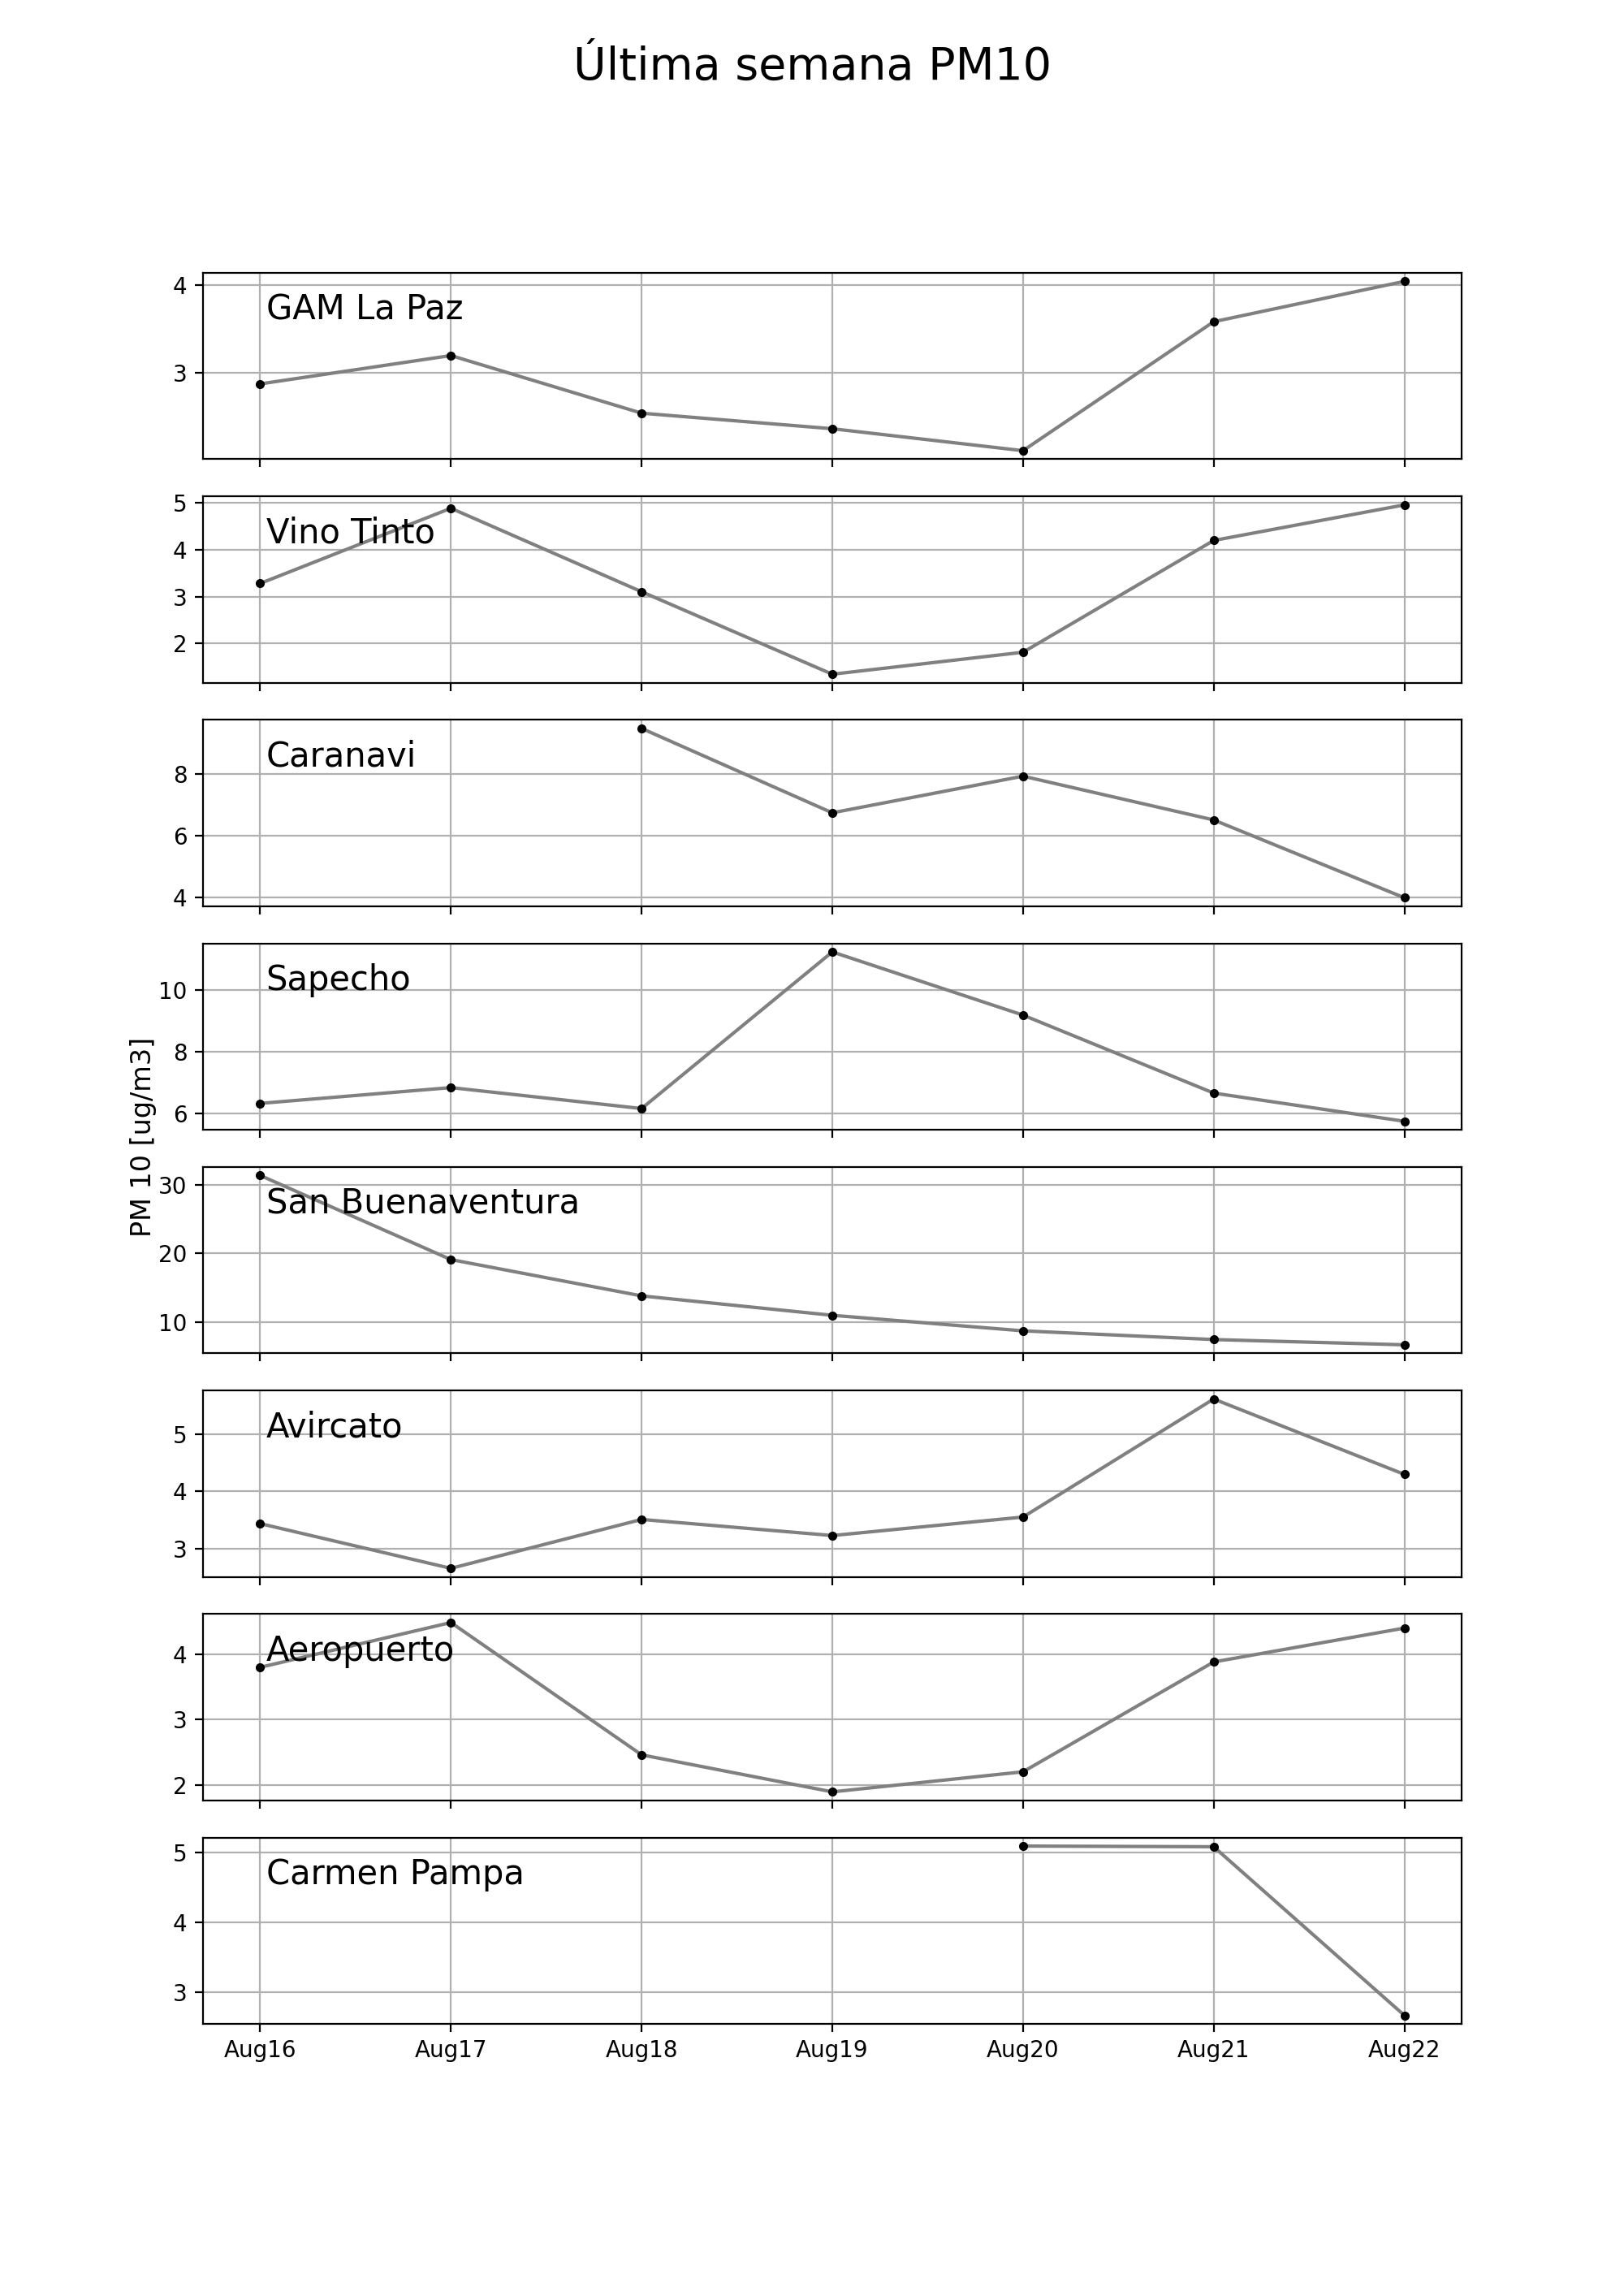 Última semana PM10
GAM La Paz
4
3
Vino Tinto
5
4
3
2
Caranavi
8
6
4
Sapecho
10
8
6
PM 10 [ug/m3]
San Buenaventura
30
20
10
Avircato
5
4
3
Aeropuerto
4
3
2
Carmen Pampa
5
4
3
Aug16 Aug17 Aug18 Aug19 Aug20 Aug21 Aug22